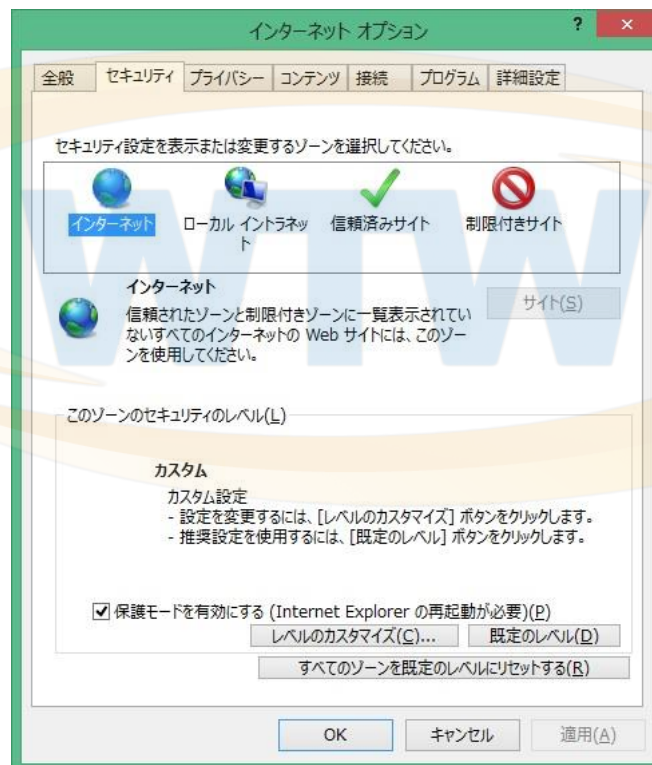 インターネット オプション
? ×
全般 セキュリティ プライバシー コンテンツ 接続 プログラム 詳細設定
セキュリティ設定を表示または変更するゾーンを選択してください。
インターネット
ローカル イントラネッ
ト
信頼済みサイト
制限付きサイト
インターネット
信頼されたゾーンと制限付きゾーンに一覧表示されてい
ないすべてのインターネットの Web サイトには、このゾー
ンを使用してください。
サイト(S)
このゾーンのセキュリティのレベル(L)
カスタム
カスタム設定
- 設定を変更するには、[レベルのカスタマイズ] ボタンをクリックします。
- 推奨設定を使用するには、[既定のレベル] ボタンをクリックします。
保護モードを有効にする (Internet Explorer の再起動が必要)(P)
レベルのカスタマイズ(C)... 既定のレベル(D)
すべてのゾーンを既定のレベルにリセットする(R)
OK キャンセル 適用(A)
WTW